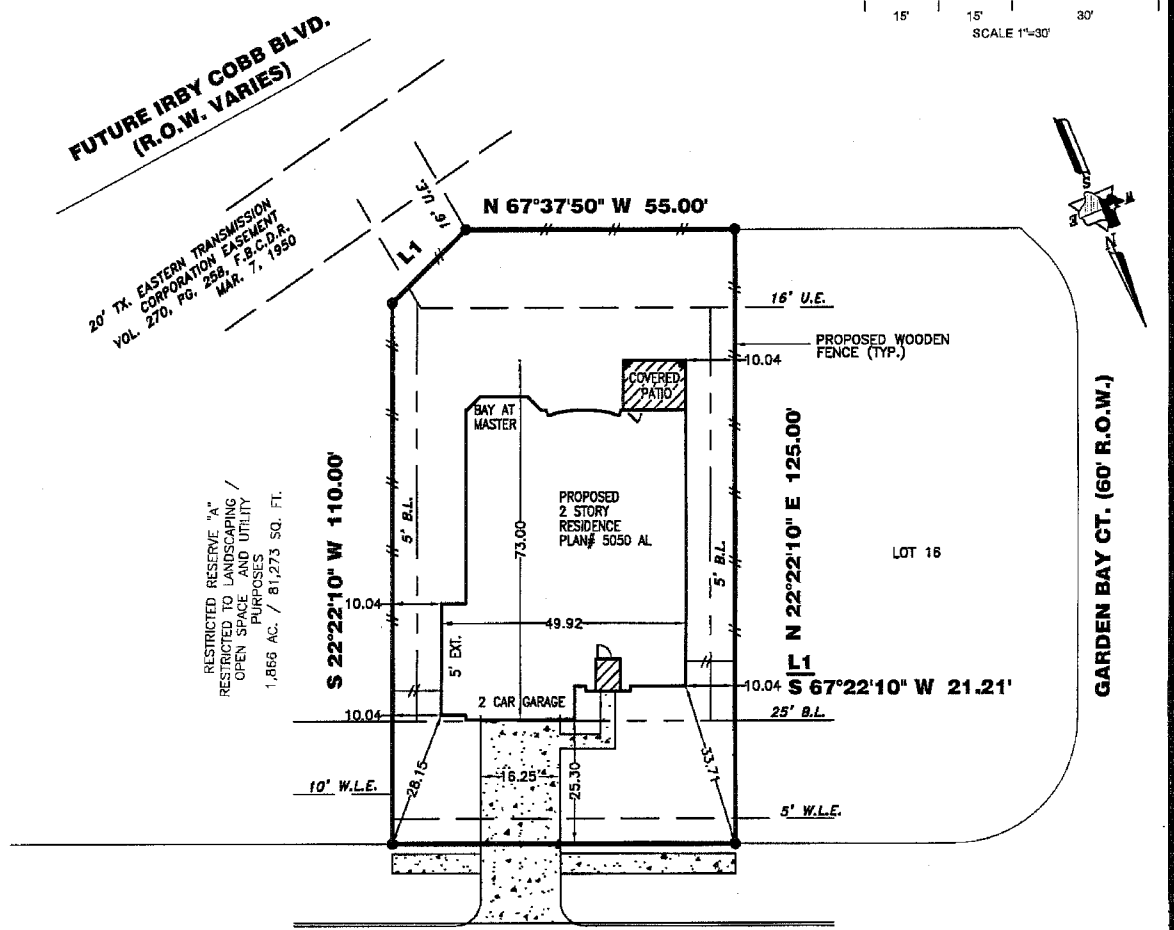 15' 15' 30'
SCALE 1"=30'
FUTURE IRBY COBB BLVD.
(R.O.W. VARIES)
20' TX. EASTERN TRANSMISSION
CORPORATION EASEMENT
VOL. 270, PG. 258, F.B.C.D.R.
MAR. 7, 1950
16' U.E.
L1
N 67°37'50" W 55.00'
S
N
16' U.E.
PROPOSED WOODEN
FENCE (TYP.)
10.04
COVERED
PATIO
BAY AT
MASTER
S 22°22'10" W 110.00'
5' B.L.
73.00
PROPOSED
2 STORY
RESIDENCE
PLAN# 5050 AL
5' B.L.
N 22°22'10" E 125.00'
LOT 16
GARDEN BAY CT. (60' R.O.W.)
RESTRICTED RESERVE "A"
RESTRICTED TO LANDSCAPING /
OPEN SPACE AND UTILITY
PURPOSES
1.866 AC. / 81,273 SQ. FT.
10.04
49.92
5' EXT.
L1
S 67°22'10" W 21.21'
10.04
2 CAR GARAGE
10.04
25' B.L.
28.15
16.25'
25.30
33.71
10' W.L.E.
5' W.L.E.